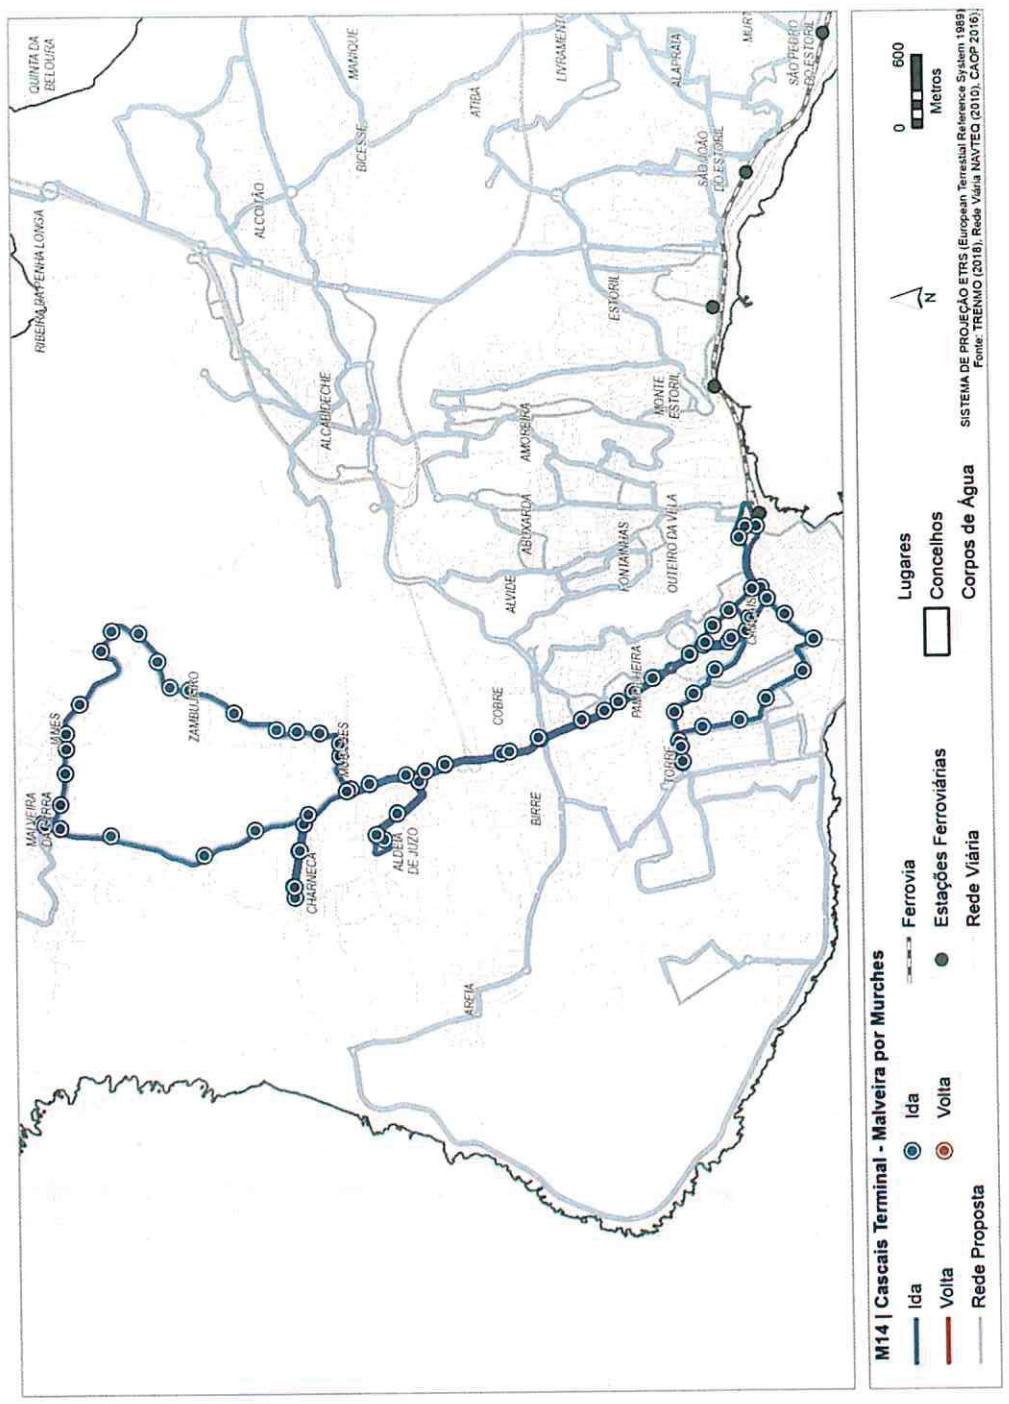 QUINTA DA
BELOURA
RIBEIRA DA PENHA LONGA
MANIQUE
LIVRAMENTO
ATIBÁ
BICESSE
ALAPRAIA
SÃO PEDRO
DO ESTORIL
ALCOITÃO
SÃO JOÃO
DO ESTORIL
ESTORIL
ALCABIDECHE
AMOREIRA
MONTE
ESTORIL
ABUXARDA
FONTAINHAS
OUTEIRO DA VELA
ALVIDE
CASCAIS
PAMPILHEIRA
COBRE
BIRRE
TORRE
MALVEIRA
DA SERRA
JANES
ZAMBUJEIRO
MURCHES
CHARNECA
ALDEIA
DE JUZO
AREIA
M14 | Cascais Terminal - Malveira por Murches
Ida
Volta
Rede Proposta
Ida
Volta
Ferrovia
Estações Ferroviárias
Rede Viária
Lugares
Concelhos
Corpos de Água
N
0 600
Metros
SISTEMA DE PROJEÇÃO ETRS (European Terrestial Reference System 1989)
Fonte: TRENMO (2018), Rede Viária NAVTEQ (2010), CAOP 2016).